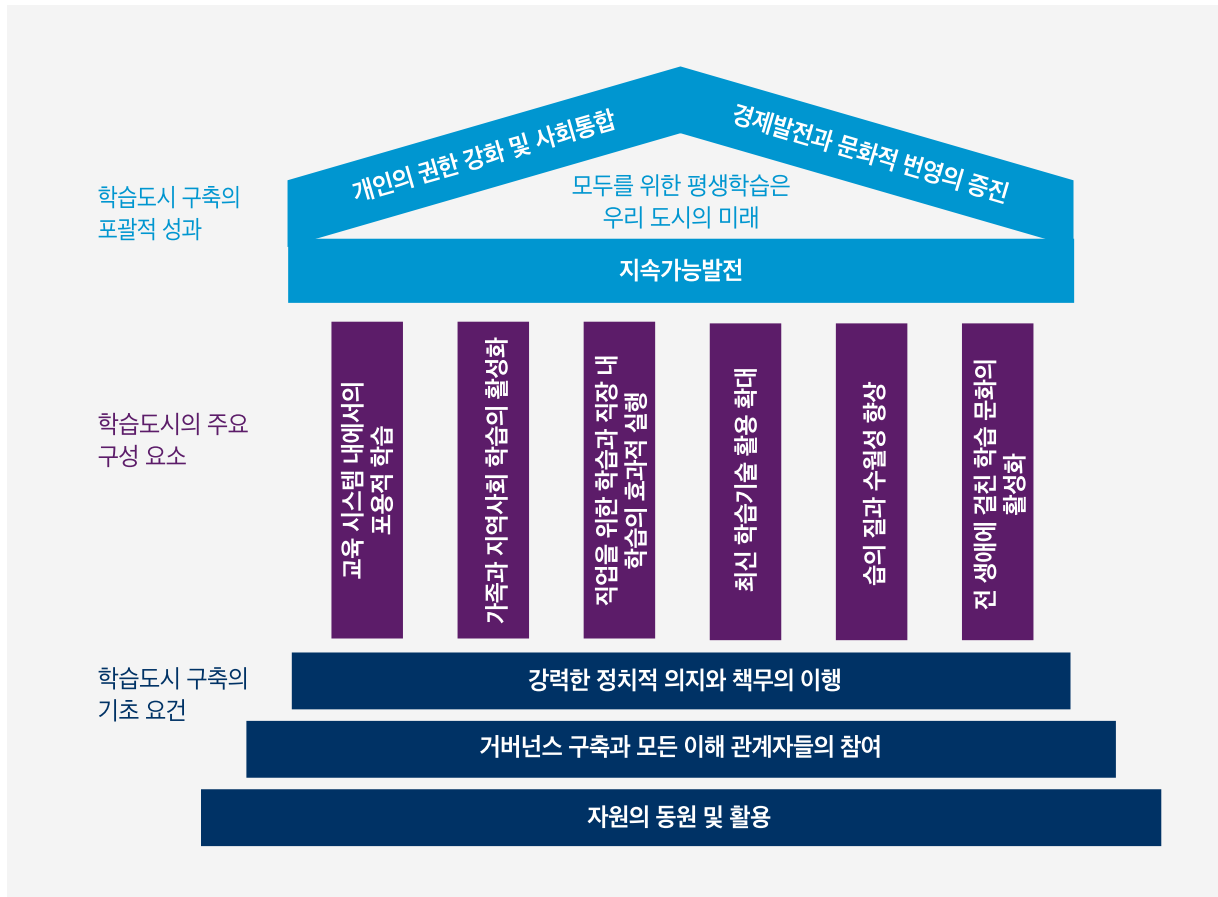 개인의 권한 강화 및 사회통합
경제발전과 문화적 번영의 증진
학습도시 구축의
포괄적 성과
모두를 위한 평생학습은
우리 도시의 미래
지속가능발전
학습도시의 주요
구성 요소
교육 시스템 내에서의
포용적 학습
가족과 지역사회 학습의 활성화
직업을 위한 학습과 직장 내
학습의 효과적 실행
최신 학습기술 활용 확대
습의 질과 수월성 향상
전 생애에 걸친 학습 문화의
활성화
학습도시 구축의
기초 요건
강력한 정치적 의지와 책무의 이행
거버넌스 구축과 모든 이해 관계자들의 참여
자원의 동원 및 활용